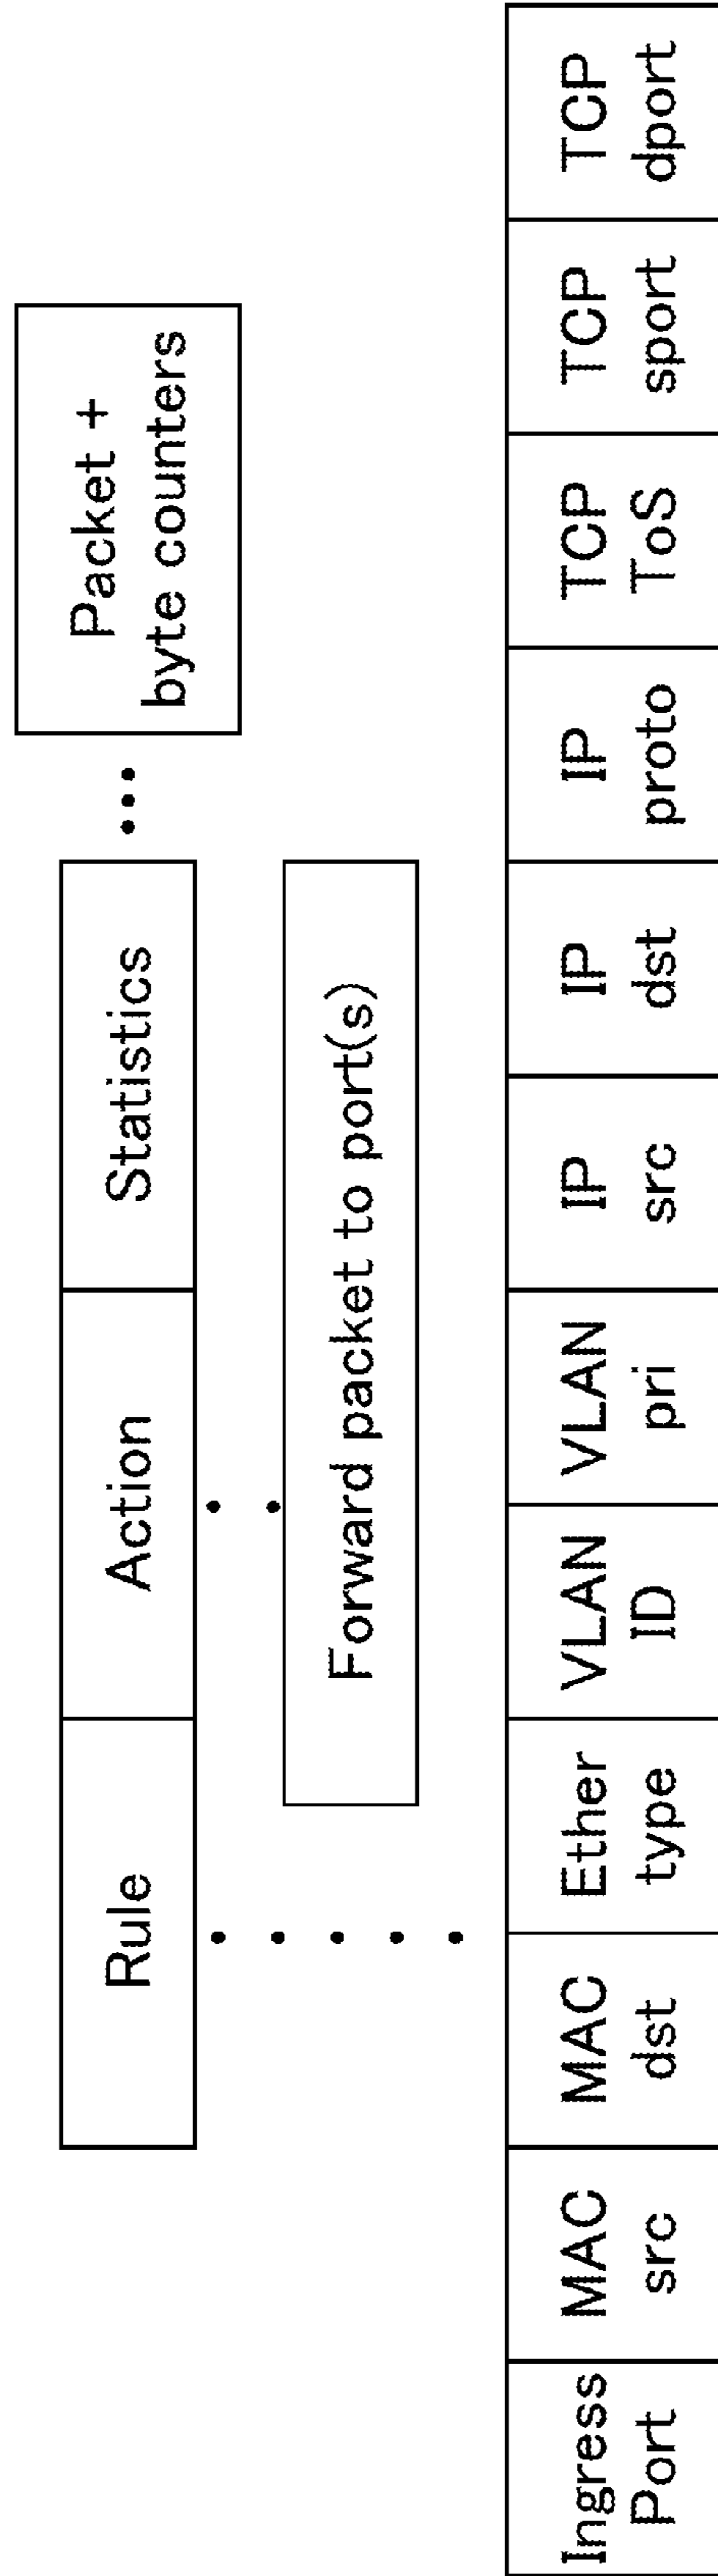 Rule
Action
Statistics
Packet +
byte counters
Forward packet to port(s)
Ingress
Port
MAC
src
MAC
dst
Ether
type
VLAN
ID
VLAN
pri
IP
src
IP
dst
IP
proto
TCP
ToS
TCP
sport
TCP
dport